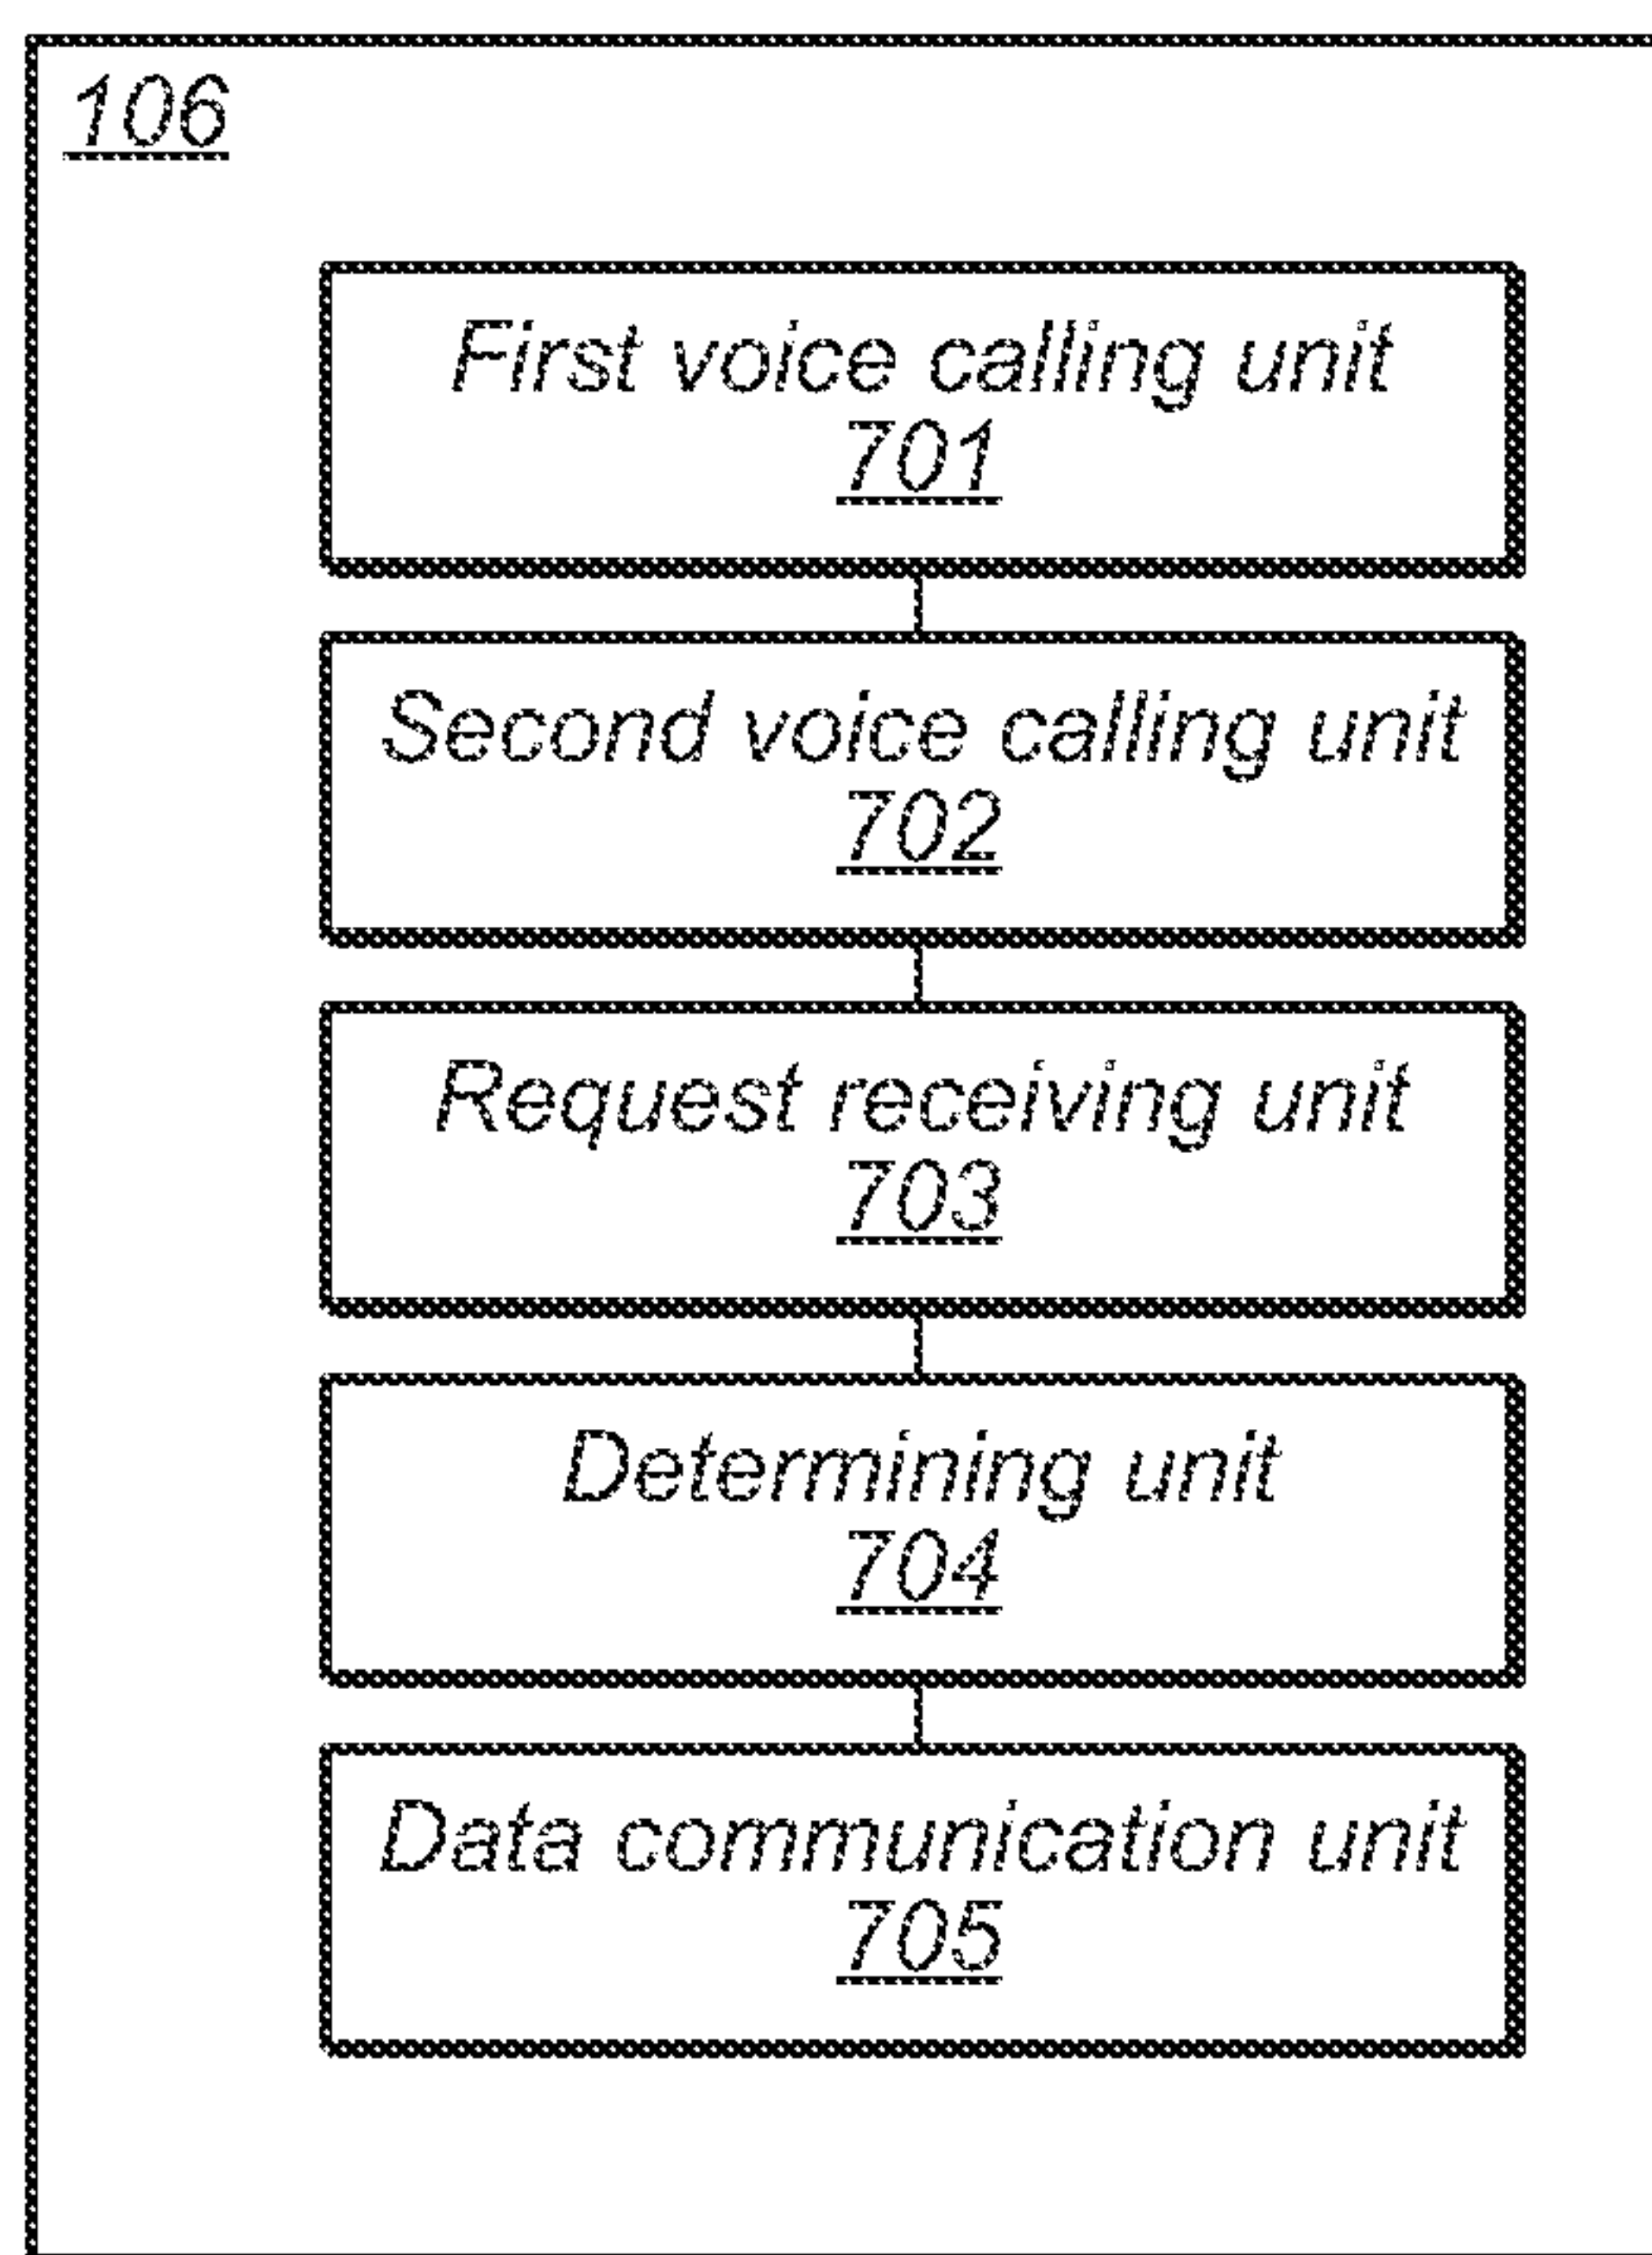 106
First voice calling unit
701
Second voice calling unit
702
Request receiving unit
703
Determining unit
704
Data communication unit
705